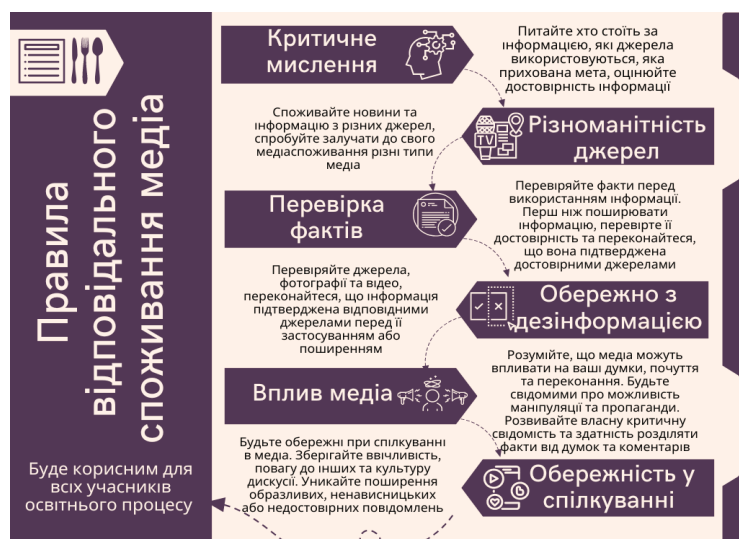 Правила
відповідального
споживання медіа
Буде корисним для
всіх учасників
освітнього процесу
Критичне
мислення
Питайте хто стоїть за
інформацією, які джерела
використовуються, яка
прихована мета, оцінюйте
достовірність інформації
TV
Різноманітність
джерел
Споживайте новини та
інформацію з різних джерел,
спробуйте залучати до свого
медіаспоживання різні типи
медіа
Перевірка
фактів
Перевіряйте факти перед
використанням інформації.
Перш ніж поширювати
інформацію, перевірте її
достовірність та переконайтеся,
що вона підтверджена
достовірними джерелами
Обережно з
дезінформацією
Перевіряйте джерела,
фотографії та відео,
переконайтеся, що інформація
підтверджена відповідними
джерелами перед її
застосуванням або
поширенням
Вплив медіа
Розумійте, що медіа можуть
впливати на ваші думки, почуття
та переконання. Будьте
свідомими про можливість
маніпуляції та пропаганди.
Розвивайте власну критичну
свідомість та здатність розділяти
факти від думок та коментарів
Обережність у
спілкуванні
Будьте обережні при спілкуванні
в медіа. Зберігайте ввічливість,
повагу до інших та культуру
дискусії. Уникайте поширення
образливих, ненависницьких
або недостовірних повідомлень